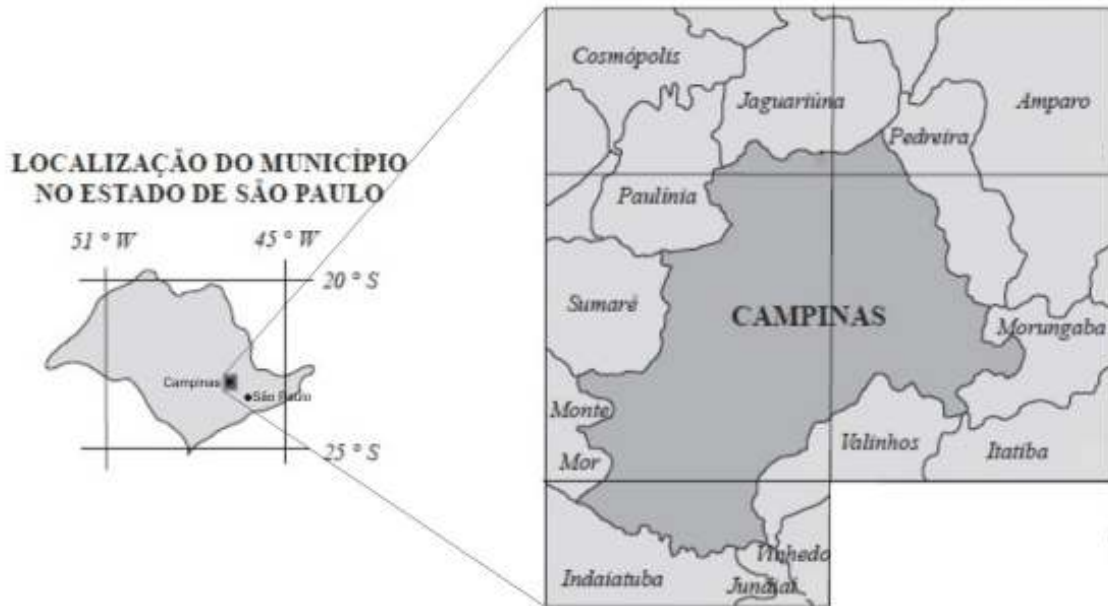 LOCALIZAÇÃO DO MUNICÍPIO
NO ESTADO DE SÃO PAULO
51 ° W
45 ° W
20 ° S
25 ° S
Campinas
São Paulo
Cosmópolis
Jaguariúna
Amparo
Pedreira
Paulínia
Sumaré
CAMPINAS
Morungaba
Monte
Mor
Valinhos
Itatiba
Vinhedo
Indaiatuba
Jundiaí